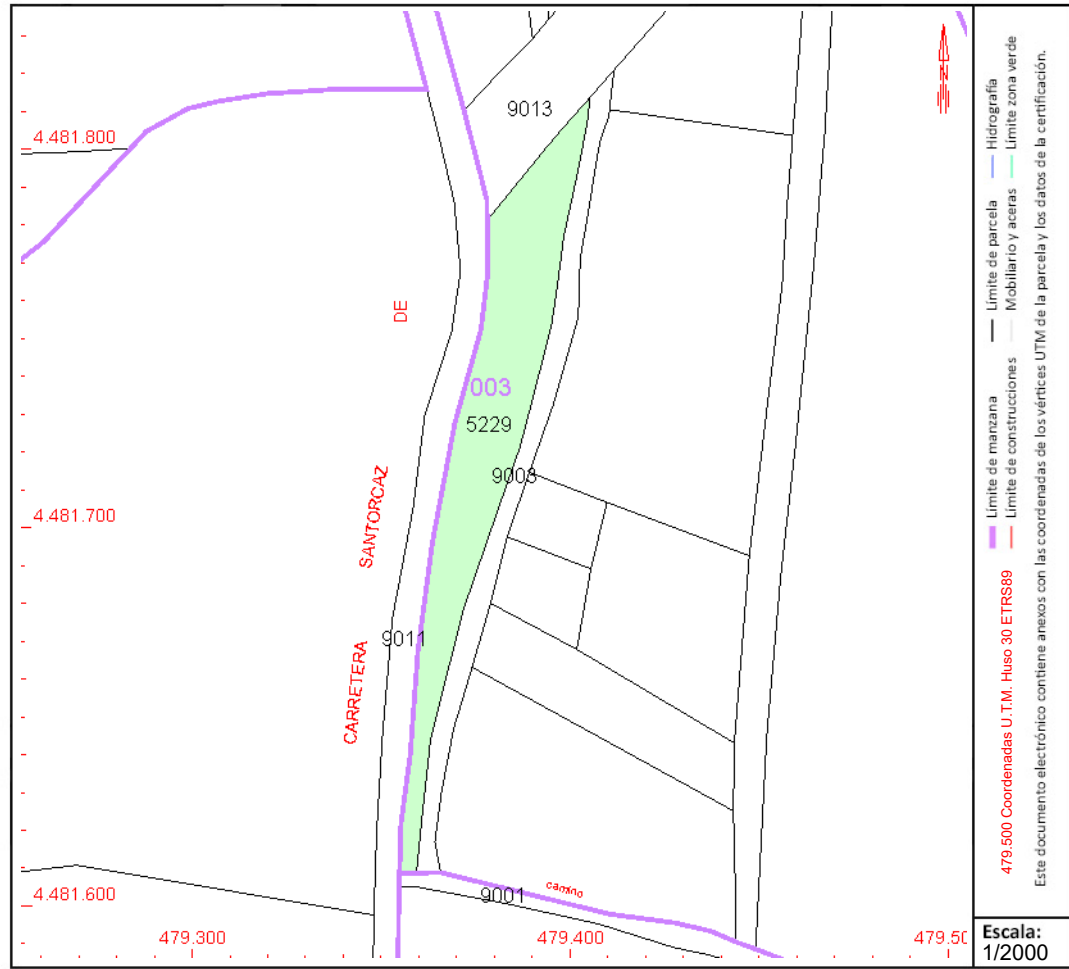 9013
4.481.800
DE
003
5229
9003
SANTORCAZ
4.481.700
9011
CARRETERA
camino
9001
4.481.600
479.300
479.400
479.50
Límite de manzana
Límite de parcela
Hidrografía
Límite de construcciones
Mobiliario y aceras
Límite zona verde
479.500 Coordenadas U.T.M. Huso 30 ETRS89
Este documento electrónico contiene anexos con las coordenadas de los vértices UTM de la parcela y los datos de la certificación.
Escala:
1/2000